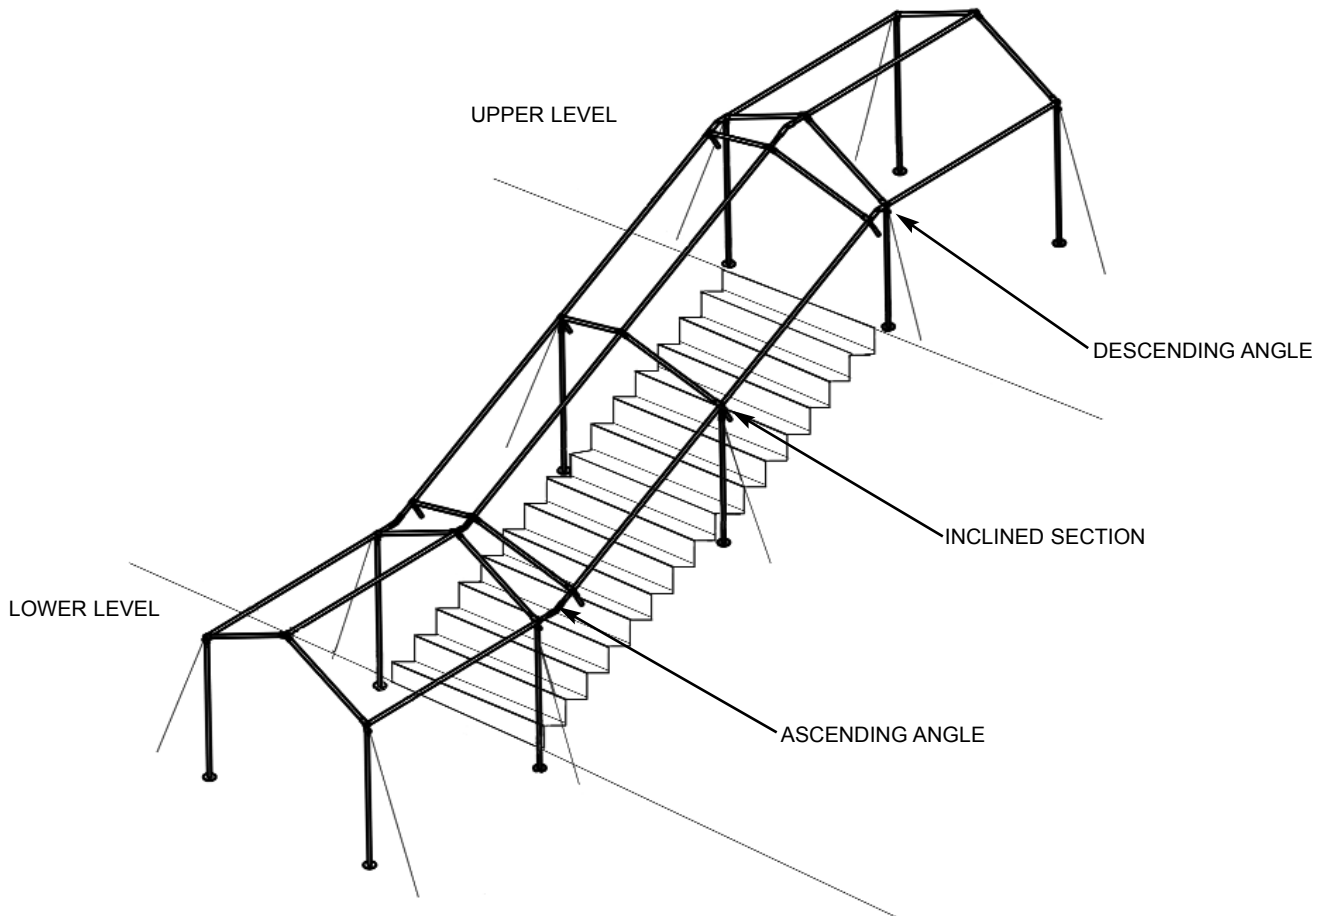 UPPER LEVEL
DESCENDING ANGLE
INCLINED SECTION
LOWER LEVEL
ASCENDING ANGLE